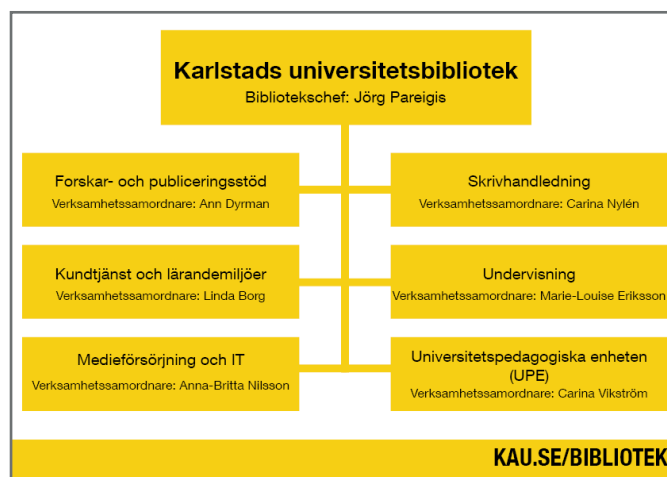 Karlstads universitetsbibliotek
Bibliotekschef: Jörg Pareigis
Forskar- och publiceringsstöd
Verksamhetssamordnare: Ann Dyrman
Skrivhandledning
Verksamhetssamordnare: Carina Nylén
Kundtjänst och lärandemiljöer
Verksamhetssamordnare: Linda Borg
Undervisning
Verksamhetssamordnare: Marie-Louise Eriksson
Medieförsörjning och IT
Verksamhetssamordnare: Anna-Britta Nilsson
Universitetspedagogiska enheten
(UPE)
Verksamhetssamordnare: Carina Vikström
KAU.SE/BIBLIOTEK